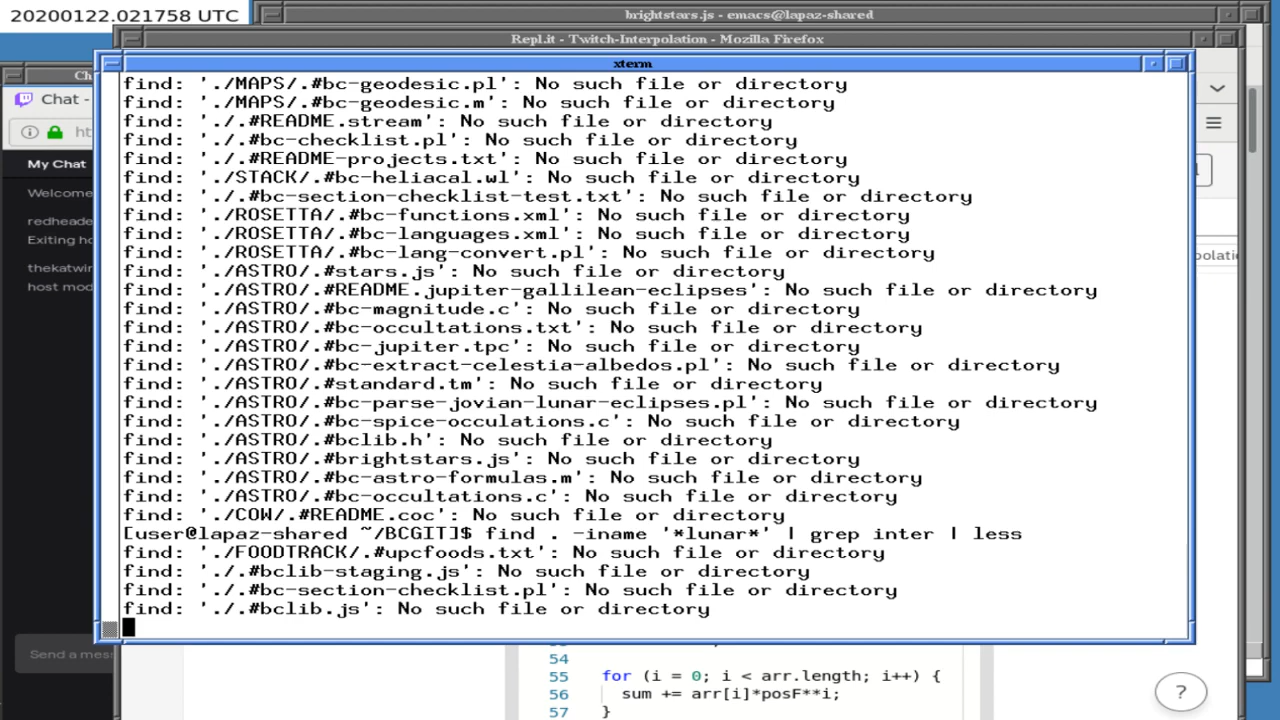 20200122.021758 UTC
brightstars.js - emacs@lapaz-shared
Repl.it - Twitch-Interpolation - Mozilla Firefox
xterm
Ch
Chat -
ht
My Chat
Welcome
redheade
Exiting ho
thekatwin
host mod
Send a mess
find: './MAPS/.#bc-geodesic.pl': No such file or directory
find: './MAPS/.#bc-geodesic.m': No such file or directory
find: './.#README.stream': No such file or directory
find: './.#bc-checklist.pl': No such file or directory
find: './.#README-projects.txt': No such file or directory
find: './STACK/.#bc-heliacal.wl': No such file or directory
find: './.#bc-section-checklist-test.txt': No such file or directory
find: './ROSETTA/.#bc-functions.xml': No such file or directory
find: './ROSETTA/.#bc-languages.xml': No such file or directory
find: './ROSETTA/.#bc-lang-convert.pl': No such file or directory
find: './ASTRO/.#stars.js': No such file or directory
find: './ASTRO/.#README.jupiter-gallilean-eclipses': No such file or directory
find: './ASTRO/.#bc-magnitude.c': No such file or directory
find: './ASTRO/.#bc-occultations.txt': No such file or directory
find: './ASTRO/.#bc-jupiter.tpc': No such file or directory
find: './ASTRO/.#bc-extract-celestia-albedos.pl': No such file or directory
find: './ASTRO/.#standard.tm': No such file or directory
find: './ASTRO/.#bc-parse-jovian-lunar-eclipses.pl': No such file or directory
find: './ASTRO/.#bc-spice-occulations.c': No such file or directory
find: './ASTRO/.#bclib.h': No such file or directory
find: './ASTRO/.#brightstars.js': No such file or directory
find: './ASTRO/.#bc-astro-formulas.m': No such file or directory
find: './ASTRO/.#bc-occultations.c': No such file or directory
find: './COW/.#README.coc': No such file or directory
[user@lapaz-shared ~/BCGIT]$ find . -iname '*lunar*' | grep inter | less
find: './FOODTRACK/.#upcfoods.txt': No such file or directory
find: './.#bclib-staging.js': No such file or directory
find: './.#bc-section-checklist.pl': No such file or directory
find: './.#bclib.js': No such file or directory
polatio
54
55 for (i = 0; i < arr.length; i++) {
56 sum += arr[i]*posF**i;
57 }
?